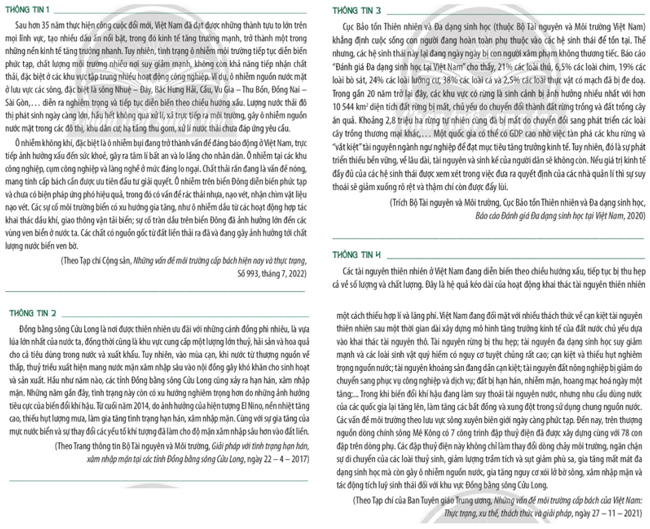 THÔNG TIN 1
Sau hơn 35 năm thực hiện công cuộc đổi mới, Việt Nam đã đạt được những thành tựu to lớn trên
mọi lĩnh vực, tạo nhiều dấu ấn nổi bật, trong đó kinh tế tăng trưởng mạnh, trở thành một trong
những nền kinh tế tăng trưởng nhanh. Tuy nhiên, tình trạng ô nhiễm môi trường tiếp tục diễn biến
phức tạp, chất lượng môi trường nhiều nơi suy giảm mạnh, không còn khả năng tiếp nhận chất
thải, đặc biệt ở các khu vực tập trung nhiều hoạt động công nghiệp. Ví dụ, ô nhiễm nguồn nước mặt
ở lưu vực các sông, đặc biệt là sông Nhuệ – Đáy, Bắc Hưng Hải, Cầu, Vu Gia – Thu Bồn, Đồng Nai –
Sài Gòn,… diễn ra nghiêm trọng và tiếp tục diễn biến theo chiều hướng xấu. Lượng nước thải đô
thị phát sinh ngày càng lớn, hầu hết không qua xử lí, xả trực tiếp ra môi trường, gây ô nhiễm nguồn
nước mặt trong các đô thị, khu dân cư; hạ tầng thu gom, xử lí nước thải chưa đáp ứng yêu cầu.
Ô nhiễm không khí, đặc biệt là ô nhiễm bụi đang trở thành vấn đề đáng báo động ở Việt Nam, trực
tiếp ảnh hưởng xấu đến sức khoẻ, gây ra tâm lí bất an và lo lắng cho nhân dân. Ô nhiễm tại các khu
công nghiệp, cụm công nghiệp và làng nghề ở mức đáng lo ngại. Chất thải rắn đang là vấn đề nóng,
mang tính cấp bách cần được ưu tiên đầu tư giải quyết. Ô nhiễm trên biển Đông diễn biến phức tạp
và chưa có biện pháp ứng phó hiệu quả, trong đó có vấn đề rác thải nhựa, nạo vét, nhận chìm vật liệu
nạo vét. Các sự cố môi trường biển có xu hướng gia tăng, như ô nhiễm dầu từ các hoạt động hợp tác
khai thác dầu khí, giao thông vận tải biển; sự cố tràn dầu trên biển Đông đã ảnh hưởng đến các
vùng ven biển ở nước ta. Các chất có nguồn gốc từ đất liền thải ra đã và đang gây ảnh hưởng tới chất
lượng nước biển ven bờ.
(Theo Tạp chí Cộng sản, Những vấn đề môi trường cấp bách hiện nay và thực trạng,
Số 993, tháng 7, 2022)
THÔNG TIN 2
Đồng bằng sông Cửu Long là nơi được thiên nhiên ưu đãi với những cánh đồng phì nhiêu, là vựa
lúa lớn nhất của nước ta, đồng thời cũng là khu vực cung cấp một lượng lớn thuỷ, hải sản và hoa quả
cho cả tiêu dùng trong nước và xuất khẩu. Tuy nhiên, vào mùa cạn, khi nước từ thượng nguồn về
thấp, thuỷ triều xuất hiện mang nước mặn xâm nhập sâu vào nội đồng gây khó khăn cho sinh hoạt
và sản xuất. Hầu như năm nào, các tỉnh Đồng bằng sông Cửu Long cũng xảy ra hạn hán, xâm nhập
mặn. Những năm gần đây, tình trạng này còn có xu hướng nghiêm trọng hơn do những ảnh hưởng
tiêu cực của biến đổi khí hậu. Từ cuối năm 2014, do ảnh hưởng của hiện tượng El Nino, nền nhiệt tăng
cao, thiếu hụt lượng mưa, làm gia tăng tình trạng hạn hán, xâm nhập mặn. Cùng với sự gia tăng của
mực nước biển và sự thay đổi các yếu tố khí tượng đã làm cho độ mặn xâm nhập sâu hơn vào đất liền.
(Theo Trang thông tin Bộ Tài nguyên và Môi trường, Giải pháp với tình trạng hạn hán,
xâm nhập mặn tại các tỉnh Đồng bằng sông Cửu Long, ngày 22 – 4 – 2017)
THÔNG TIN 3
Cục Bảo tồn Thiên nhiên và Đa dạng sinh học (thuộc Bộ Tài nguyên và Môi trường Việt Nam)
khẳng định cuộc sống con người đang hoàn toàn phụ thuộc vào các hệ sinh thái để tồn tại. Thế
nhưng, các hệ sinh thái này lại đang ngày ngày bị con người xâm phạm không thương tiếc. Báo cáo
“Đánh giá Đa dạng sinh học tại Việt Nam” cho thấy, 21% các loài thú, 6,5% các loài chim, 19% các
loài bò sát, 24% các loài lưỡng cư, 38% các loài cá và 2,5% các loài thực vật có mạch đã bị đe doạ.
Trong gần 20 năm trở lại đây, các khu vực có rừng là sinh cảnh bị ảnh hưởng nhiều nhất với hơn
10 544 km² diện tích đất rừng bị mất, chủ yếu do chuyển đổi thành đất rừng trồng và đất trồng cây
ăn quả. Khoảng 2,8 triệu ha rừng tự nhiên cũng đã bị mất do chuyển đổi sang phát triển các loài
cây trồng thương mại khác,… Một quốc gia có thể có GDP cao nhờ việc tàn phá các khu rừng và
“vắt kiệt” tài nguyên ngành ngư nghiệp để đạt mục tiêu tăng trưởng kinh tế. Tuy nhiên, đó là sự phát
triển thiếu bền vững, về lâu dài, tài nguyên và sinh kế của người dân sẽ không còn. Nếu giá trị kinh tế
đầy đủ của các hệ sinh thái được xem xét trong việc đưa ra quyết định của các nhà quản lí thì sự suy
thoái sẽ giảm xuống rõ rệt và thậm chí còn được đẩy lùi.
(Trích Bộ Tài nguyên và Môi trường, Cục Bảo tồn Thiên nhiên và Đa dạng sinh học,
Báo cáo Đánh giá Đa dạng sinh học tại Việt Nam, 2020)
THÔNG TIN 4
Các tài nguyên thiên nhiên ở Việt Nam đang diễn biến theo chiều hướng xấu, tiếp tục bị thu hẹp
cả về số lượng và chất lượng. Đây là hệ quả kéo dài của hoạt động khai thác tài nguyên thiên nhiên
một cách thiếu hợp lí và lãng phí. Việt Nam đang đối mặt với nhiều thách thức về cạn kiệt tài nguyên
thiên nhiên sau một thời gian dài xây dựng mô hình tăng trưởng kinh tế của đất nước chủ yếu dựa
vào khai thác tài nguyên thô. Tài nguyên rừng bị thu hẹp; tài nguyên đa dạng sinh học suy giảm
mạnh và các loài sinh vật quý hiếm có nguy cơ tuyệt chủng rất cao; cạn kiệt và thiếu hụt nghiêm
trọng nguồn nước; tài nguyên khoáng sản đang dần cạn kiệt; tài nguyên đất nông nghiệp bị giảm do
chuyển sang phục vụ công nghiệp và dịch vụ; đất bị hạn hán, nhiễm mặn, hoang mạc hoá ngày một
tăng;... Trong khi biến đổi khí hậu đang làm suy thoái tài nguyên nước, nhưng nhu cầu dùng nước
của các quốc gia lại tăng lên, làm tăng các bất đồng và xung đột trong sử dụng chung nguồn nước.
Các vấn đề môi trường theo lưu vực sông xuyên biên giới ngày càng phức tạp. Đến nay, trên thượng
nguồn dòng chính sông Mê Kông có 7 công trình đập thuỷ điện đã được xây dựng cùng với 78 con
đập trên dòng phụ. Các đập thuỷ điện này không chỉ làm thay đổi dòng chảy môi trường, ngăn chặn
sự di chuyển của các loài thuỷ sinh, giảm lượng trầm tích và sụt giảm phù sa, gia tăng mất mát đa
dạng sinh học mà còn gây ô nhiễm nguồn nước, gia tăng nguy cơ xói lở bờ sông, xâm nhập mặn và
tác động tích luỹ sinh thái đối với khu vực Đồng bằng sông Cửu Long.
(Theo Tạp chí của Ban Tuyên giáo Trung ương, Những vấn đề môi trường cấp bách của Việt Nam:
Thực trạng, xu thế, thách thức và giải pháp, ngày 27 – 11 – 2021)